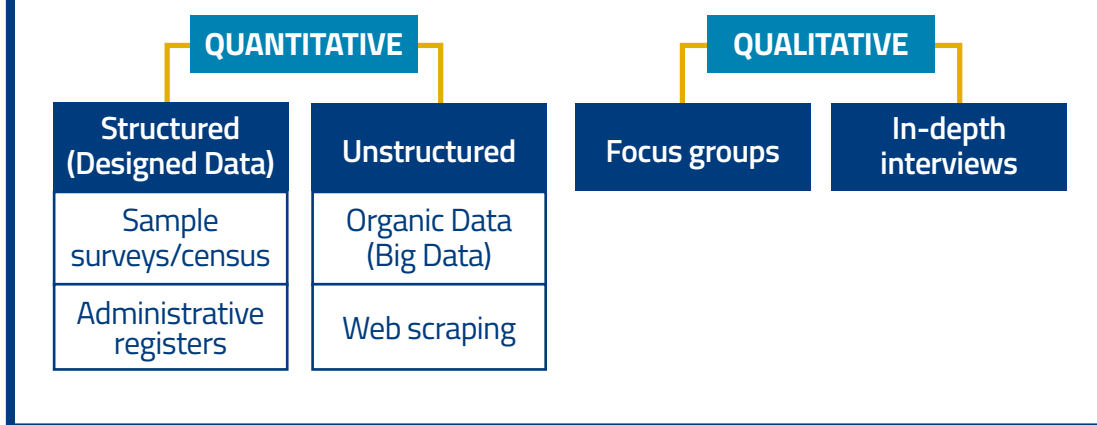 QUANTITATIVE
Structured
(Designed Data)
Sample
surveys/census
Administrative
registers
Unstructured
Organic Data
(Big Data)
Web scraping
QUALITATIVE
Focus groups
In-depth
interviews